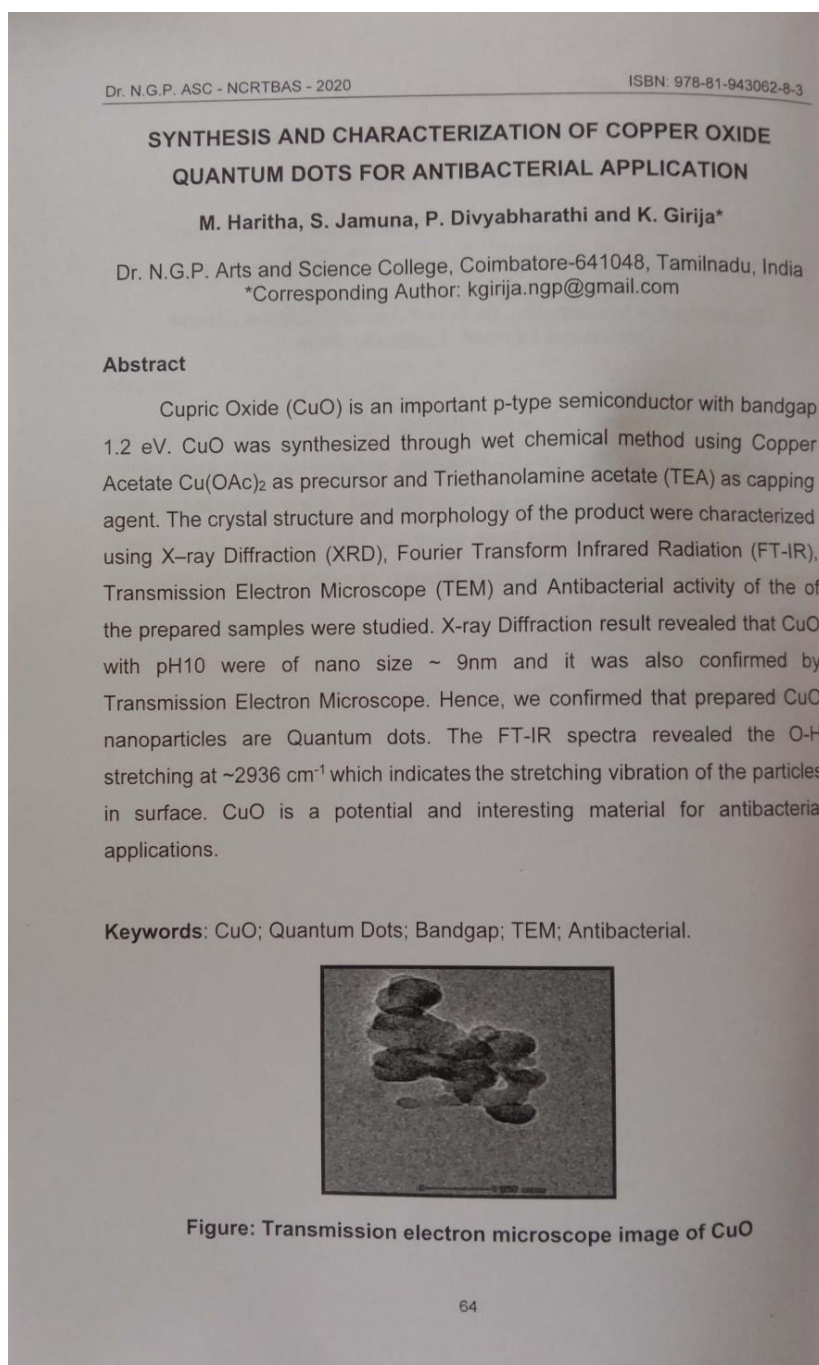 Dr. N.G.P. ASC - NCRTBAS - 2020 ISBN: 978-81-943062-8-3
SYNTHESIS AND CHARACTERIZATION OF COPPER OXIDE
QUANTUM DOTS FOR ANTIBACTERIAL APPLICATION
M. Haritha, S. Jamuna, P. Divyabharathi and K. Girija*
Dr. N.G.P. Arts and Science College, Coimbatore-641048, Tamilnadu, India
*Corresponding Author: kgirija.ngp@gmail.com
Abstract
Cupric Oxide (CuO) is an important p-type semiconductor with bandgap
1.2 eV. CuO was synthesized through wet chemical method using Copper
Acetate Cu(OAc)₂ as precursor and Triethanolamine acetate (TEA) as capping
agent. The crystal structure and morphology of the product were characterized
using X–ray Diffraction (XRD), Fourier Transform Infrared Radiation (FT-IR),
Transmission Electron Microscope (TEM) and Antibacterial activity of the of
the prepared samples were studied. X-ray Diffraction result revealed that CuO
with pH10 were of nano size ~ 9nm and it was also confirmed by
Transmission Electron Microscope. Hence, we confirmed that prepared CuO
nanoparticles are Quantum dots. The FT-IR spectra revealed the O-H
stretching at ~2936 cm⁻¹ which indicates the stretching vibration of the particles
in surface. CuO is a potential and interesting material for antibacteria
applications.
Keywords: CuO; Quantum Dots; Bandgap; TEM; Antibacterial.
Figure: Transmission electron microscope image of CuO
64